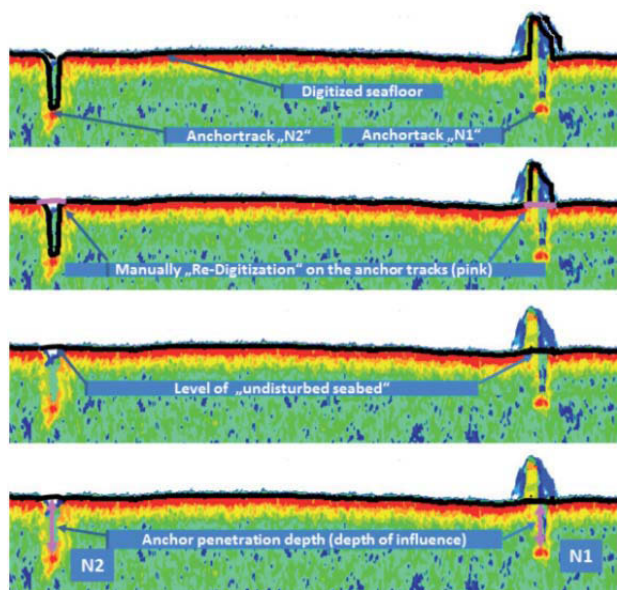 Digitized seafloor
Anchortrack „N2“ Anchortack „N1“
Manually „Re-Digitization“ on the anchor tracks (pink)
Level of „undisturbed seabed“
Anchor penetration depth (depth of influence)
N2 N1